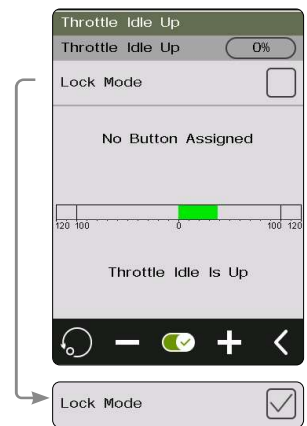 Throttle Idle Up
Throttle Idle Up 0%
Lock Mode
No Button Assigned
120 100 0 100 120
Throttle Idle Is Up
Lock Mode